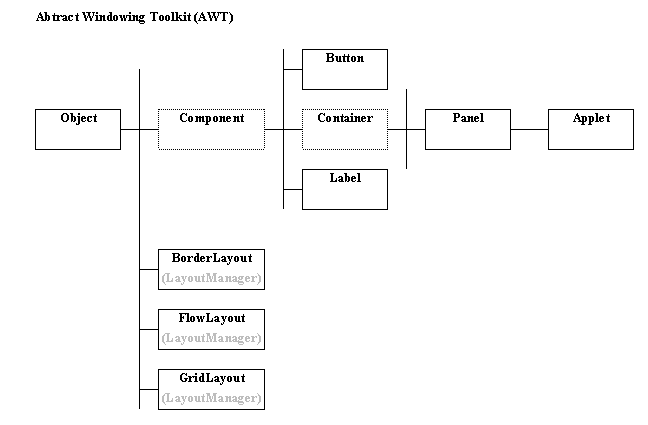 Abtract Windowing Toolkit (AWT)
Button
Object
Component
Container
Panel
Applet
Label
BorderLayout
(LayoutManager)
FlowLayout
(LayoutManager)
GridLayout
(LayoutManager)